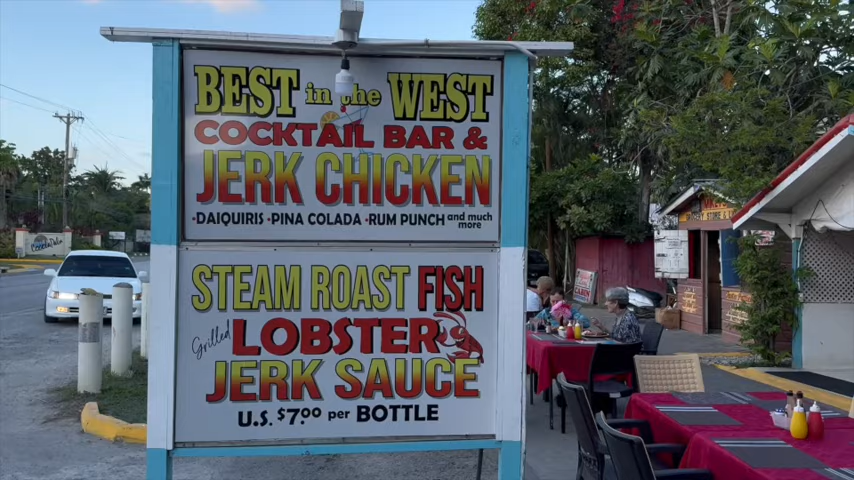 BEST in the WEST
COCKTAIL BAR &
JERK CHICKEN
•DAIQUIRIS •PINA COLADA •RUM PUNCH and much more
STEAM ROAST FISH
Grilled LOBSTER
JERK SAUCE
U.S. $7.00 per BOTTLE